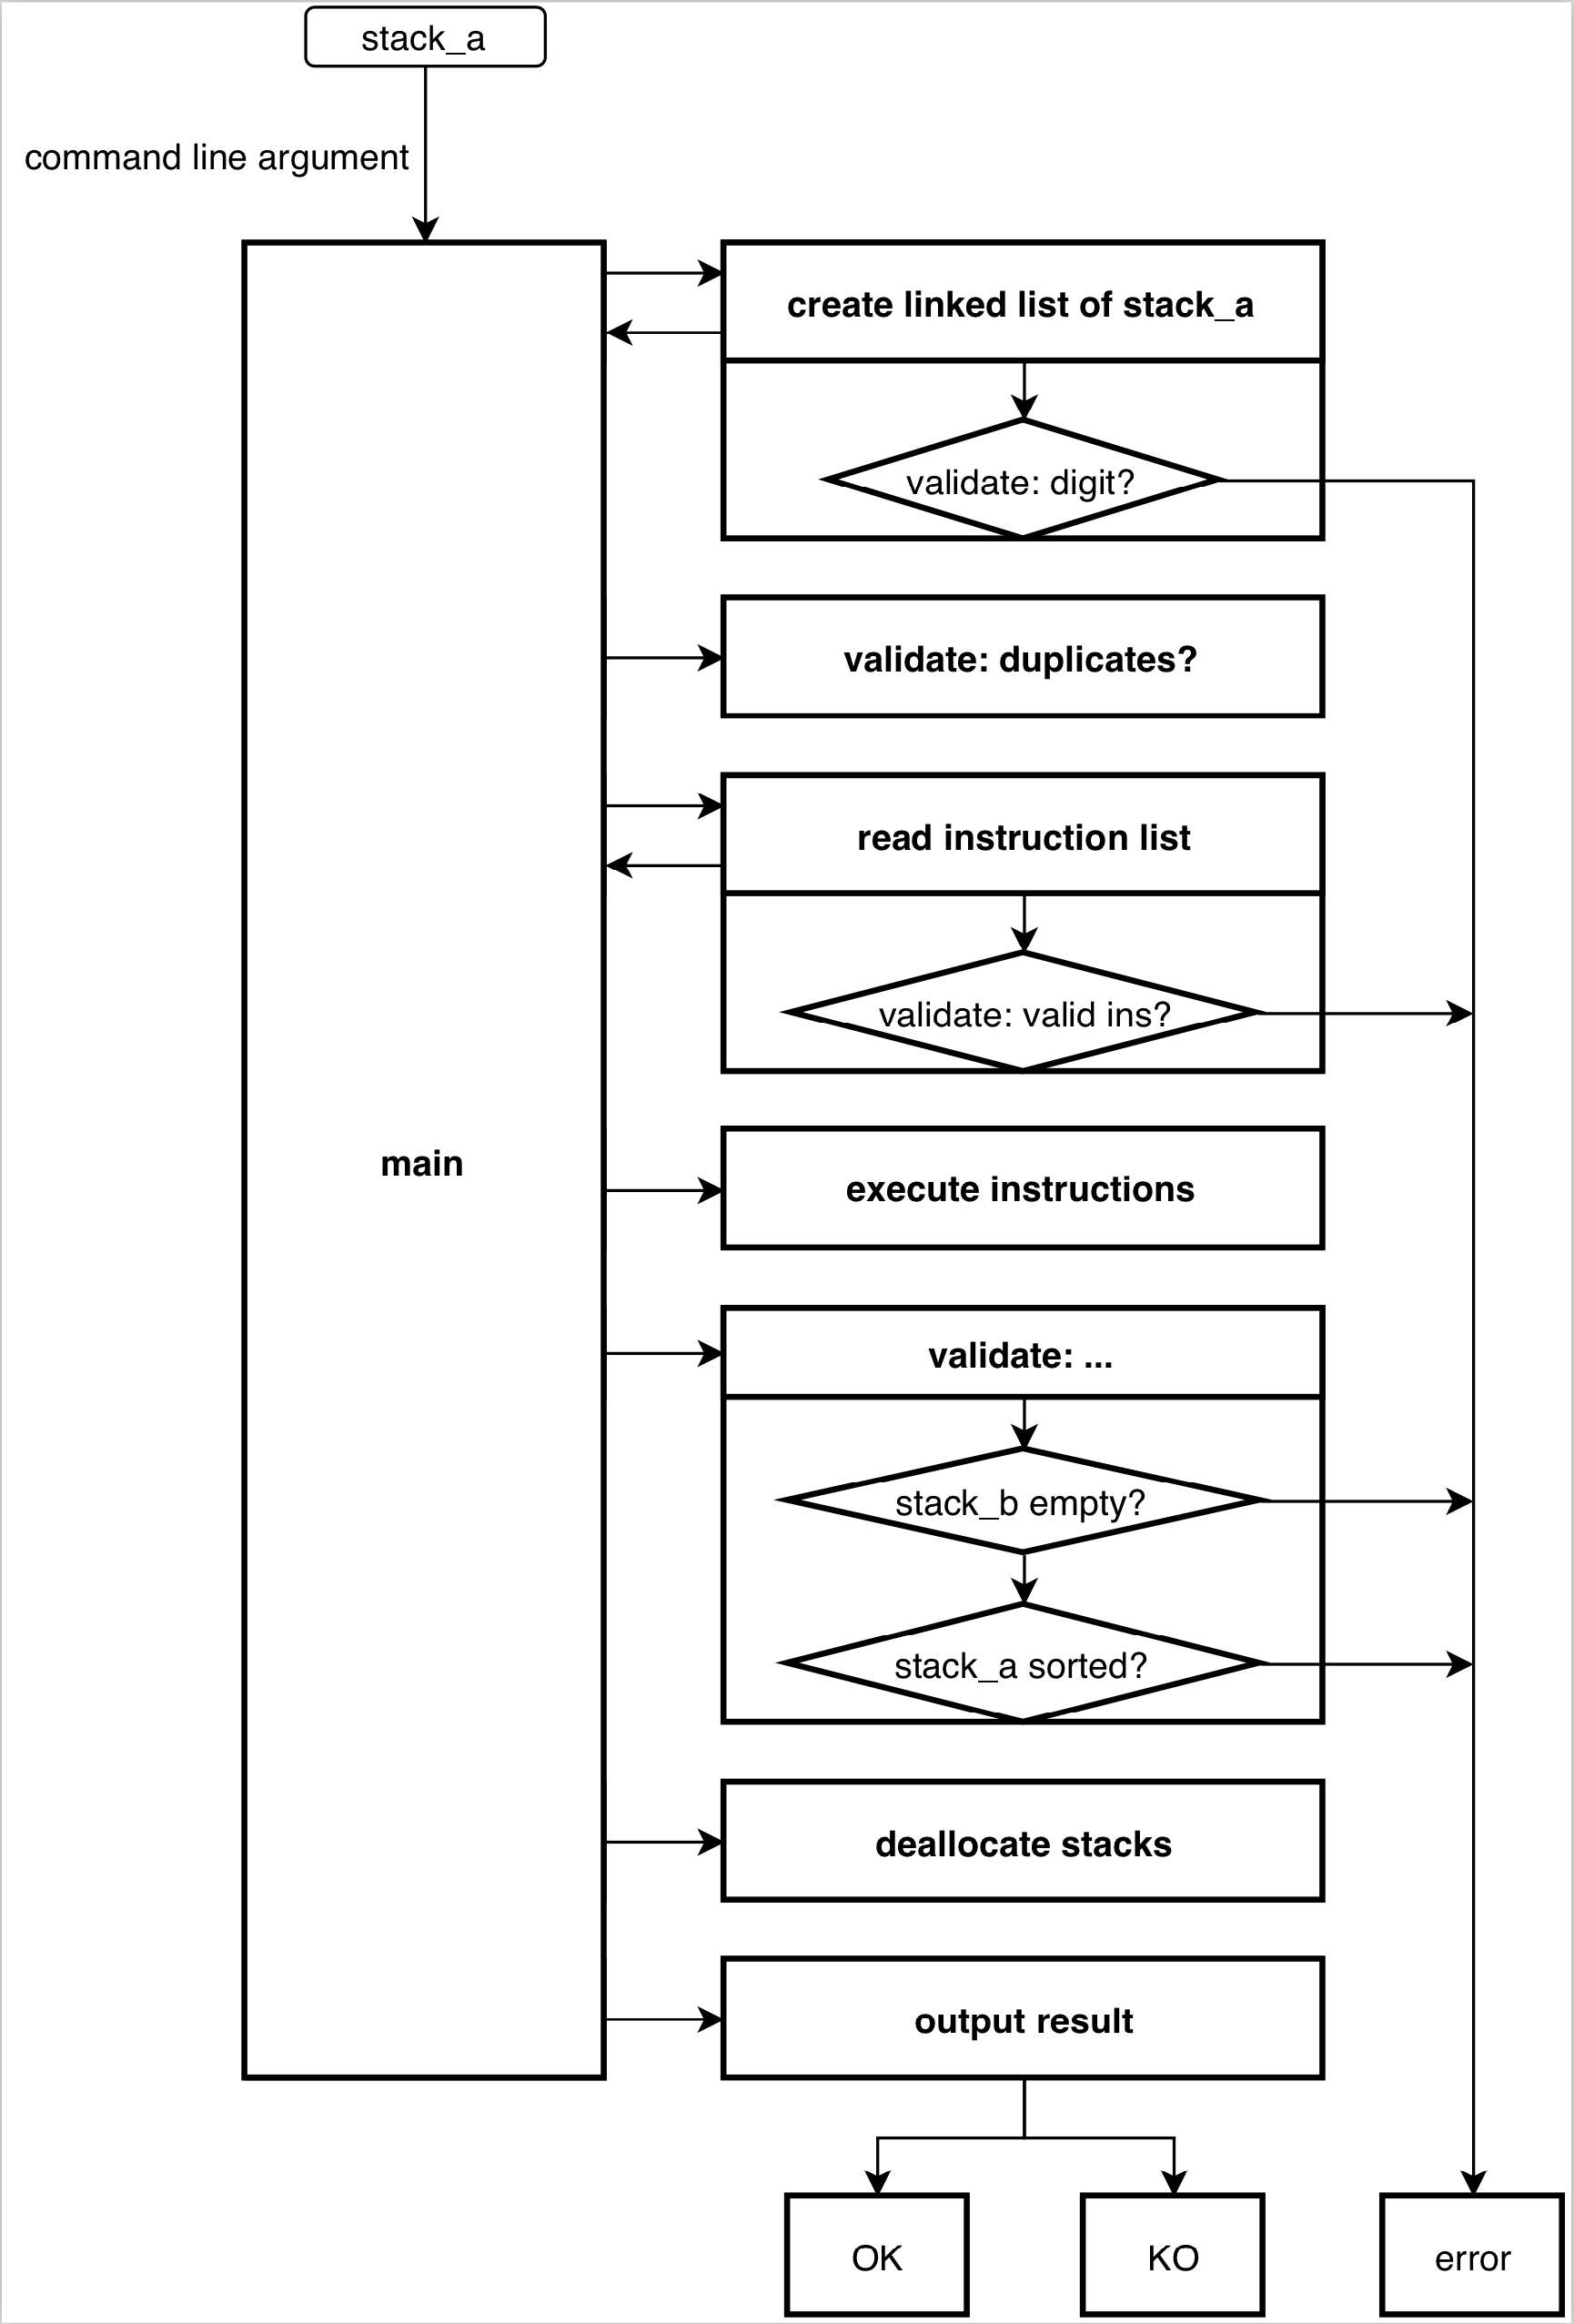 stack_a
command line argument
create linked list of stack_a
validate: digit?
validate: duplicates?
read instruction list
validate: valid ins?
main
execute instructions
validate: ...
stack_b empty?
stack_a sorted?
deallocate stacks
output result
OK
KO
error